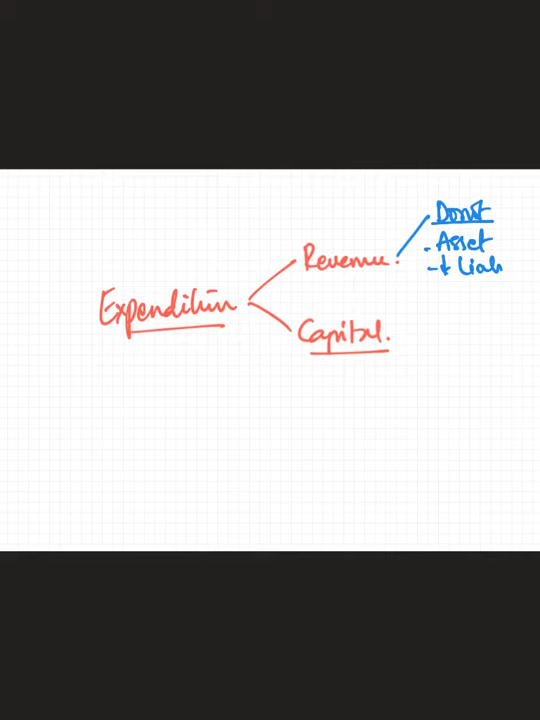 Expenditure
Revenue.
Capital.
Don't
- Asset
- ↓ Liab